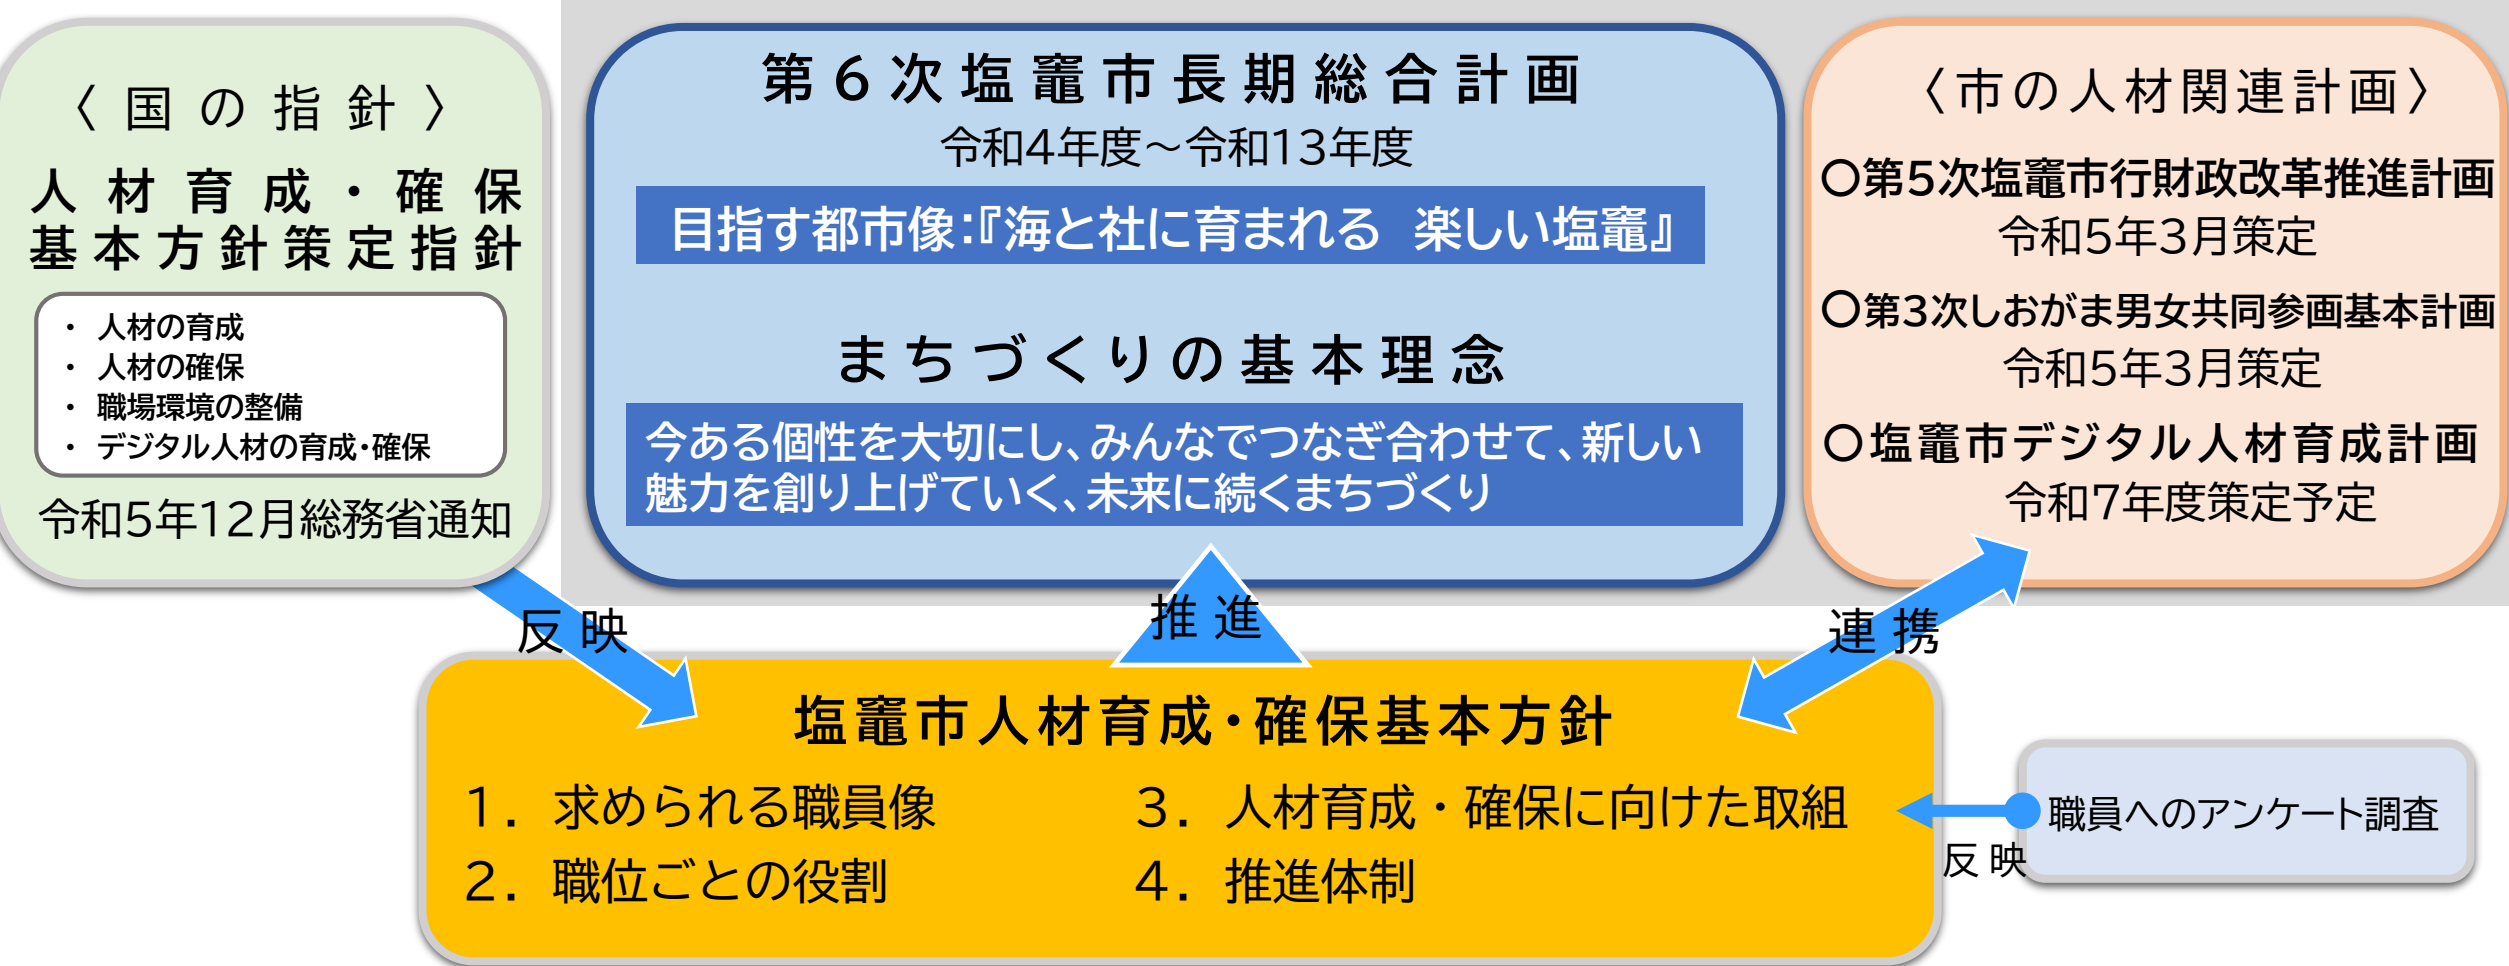 〈国の指針〉
人材育成・確保
基本方針策定指針
・ 人材の育成
・ 人材の確保
・ 職場環境の整備
・ デジタル人材の育成・確保
令和5年12月総務省通知
第6次塩竈市長期総合計画
令和4年度～令和13年度
目指す都市像：『海と社に育まれる　楽しい塩竈』
まちづくりの基本理念
今ある個性を大切にし、みんなでつなぎ合わせて、新しい
魅力を創り上げていく、未来に続くまちづくり
〈市の人材関連計画〉
○第5次塩竈市行財政改革推進計画
令和5年3月策定
○第3次しおがま男女共同参画基本計画
令和5年3月策定
○塩竈市デジタル人材育成計画
令和7年度策定予定
反映
推進
連携
塩竈市人材育成・確保基本方針
1．求められる職員像
2．職位ごとの役割
3．人材育成・確保に向けた取組
4．推進体制
職員へのアンケート調査
反映